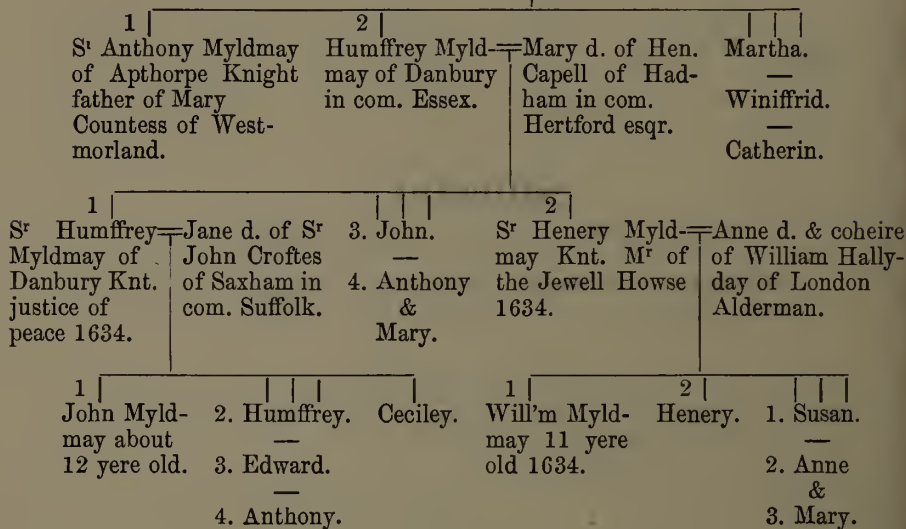 1
Sʳ Anthony Myldmay
of Apthorpe Knight
father of Mary
Countess of West-
morland.
2
Humffrey Myld-
may of Danbury
in com. Essex.
Mary d. of Hen.
Capell of Had-
ham in com.
Hertford esqr.
Martha.
—
Winiffrid.
—
Catherin.
1
Sʳ Humffrey
Myldmay of
Danbury Knt.
justice of
peace 1634.
Jane d. of Sʳ
John Croftes
of Saxham in
com. Suffolk.
3. John.
—
4. Anthony
&
Mary.
2
Sʳ Henery Myld-
may Knt. Mʳ of
the Jewell Howse
1634.
Anne d. & coheire
of William Hally-
day of London
Alderman.
1
John Myld-
may about
12 yere old.
2. Humffrey.
—
3. Edward.
—
4. Anthony.
Ceciley.
1
Will'm Myld-
may 11 yere
old 1634.
2
Henery.
1. Susan.
—
2. Anne
&
3. Mary.